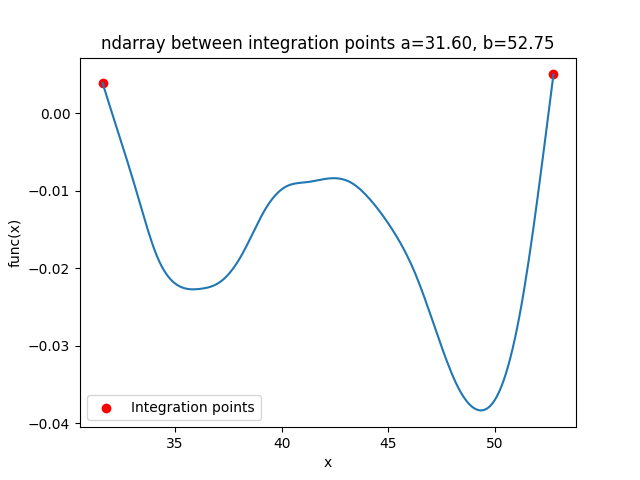 ndarray between integration points a=31.60, b=52.75
0.00
−0.01
−0.02
−0.03
−0.04
func(x)
Integration points
35
40
45
50
x